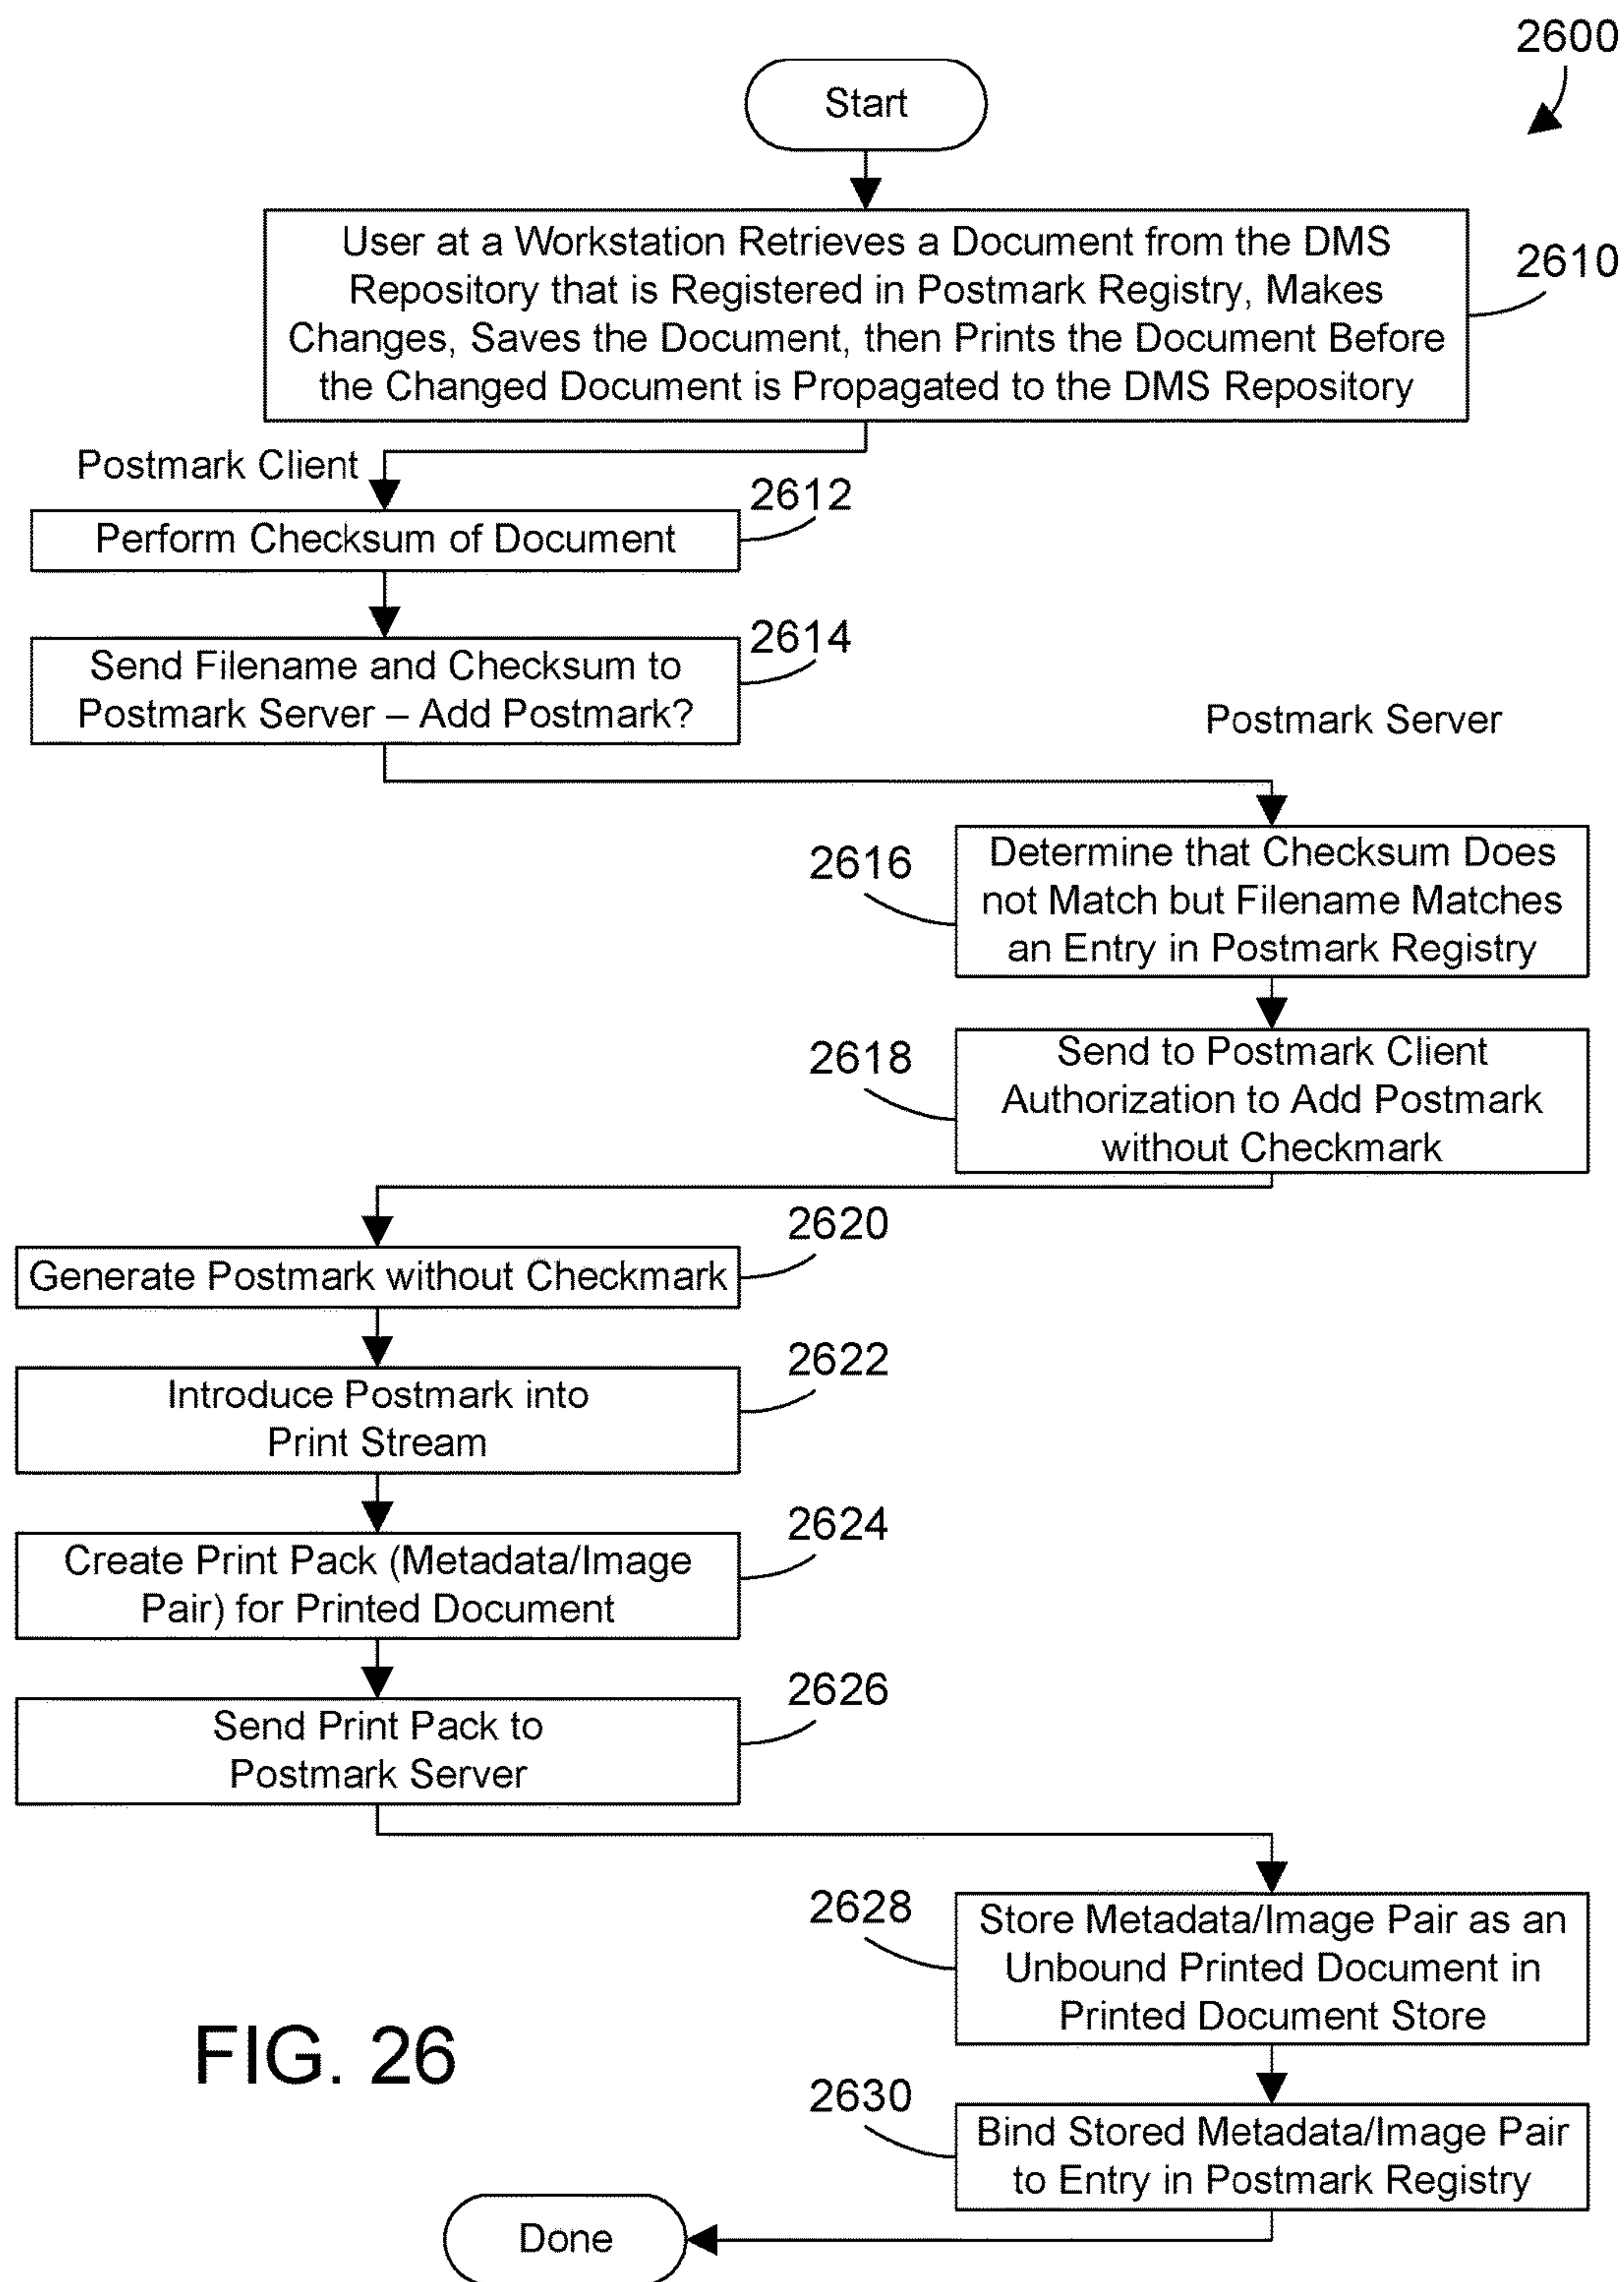 2600
Start
User at a Workstation Retrieves a Document from the DMS
Repository that is Registered in Postmark Registry, Makes
Changes, Saves the Document, then Prints the Document Before
the Changed Document is Propagated to the DMS Repository
2610
Postmark Client
2612
Perform Checksum of Document
2614
Send Filename and Checksum to
Postmark Server – Add Postmark?
Postmark Server
2616
Determine that Checksum Does
not Match but Filename Matches
an Entry in Postmark Registry
2618
Send to Postmark Client
Authorization to Add Postmark
without Checkmark
2620
Generate Postmark without Checkmark
2622
Introduce Postmark into
Print Stream
2624
Create Print Pack (Metadata/Image
Pair) for Printed Document
2626
Send Print Pack to
Postmark Server
2628
Store Metadata/Image Pair as an
Unbound Printed Document in
Printed Document Store
FIG. 26
2630
Bind Stored Metadata/Image Pair
to Entry in Postmark Registry
Done